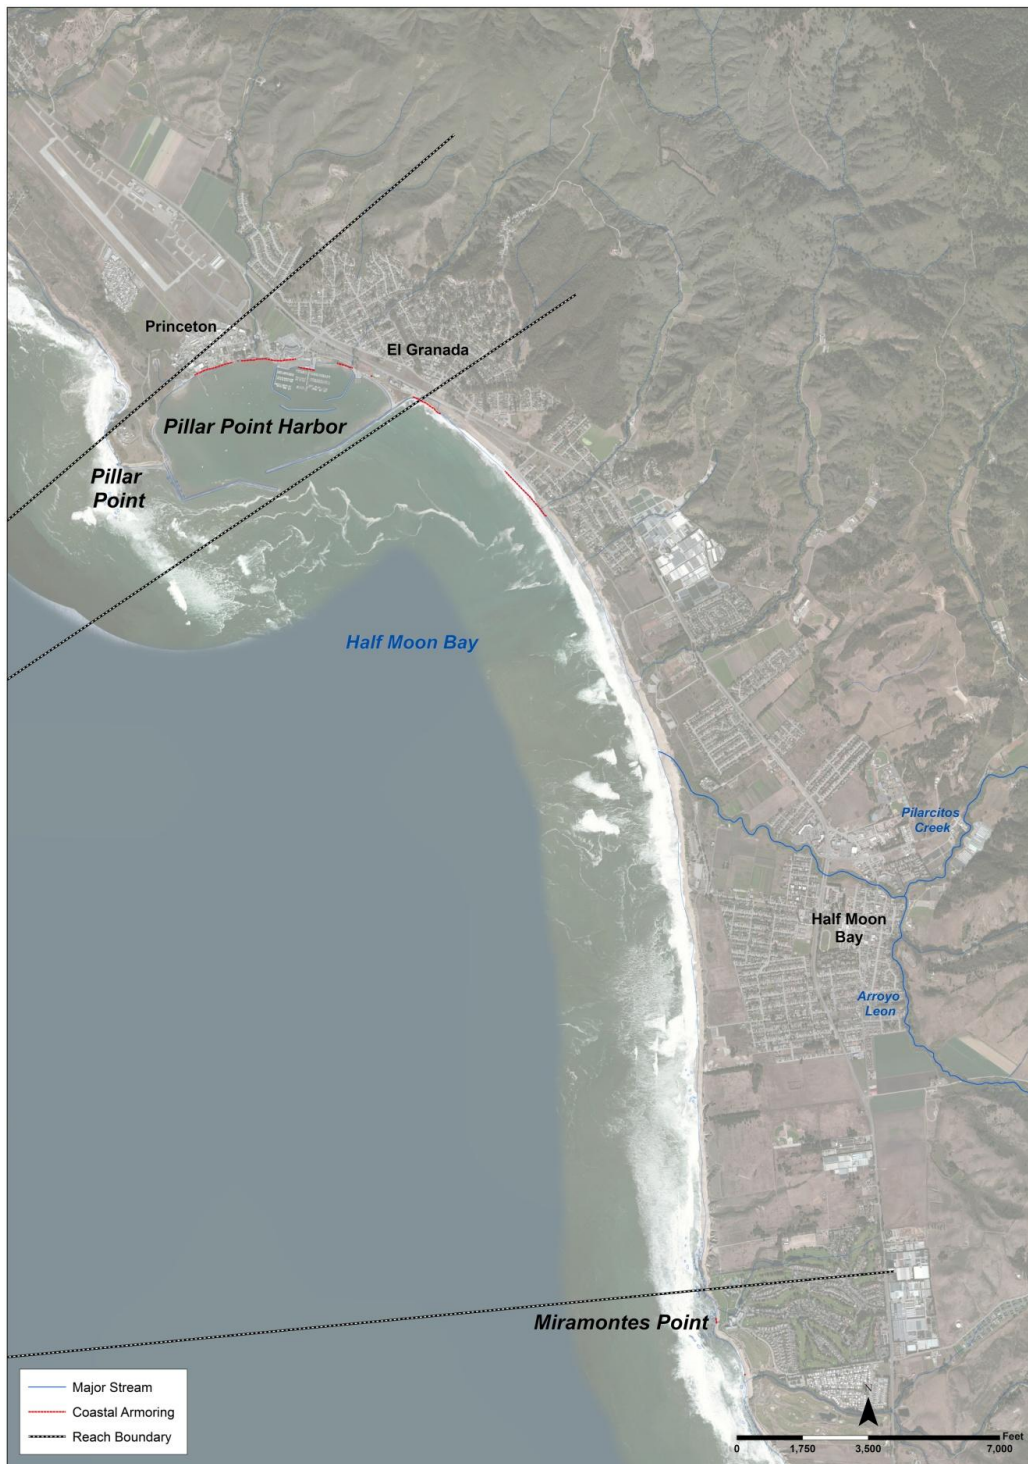 Princeton
El Granada
Pillar Point Harbor
Pillar
Point
Half Moon Bay
Pilarcitos
Creek
Half Moon
Bay
Arroyo
Leon
Miramontes Point
Major Stream
Coastal Armoring
Reach Boundary
N
Feet
0 1,750 3,500 7,000